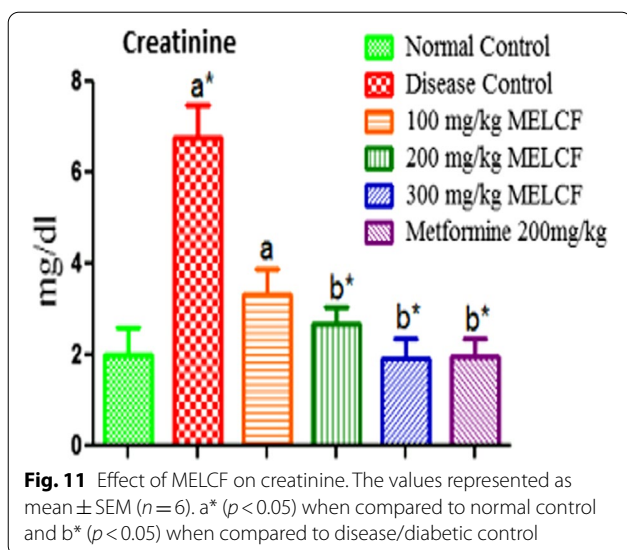 Creatinine
Normal Control
Disease Control
100 mg/kg MELCF
200 mg/kg MELCF
300 mg/kg MELCF
Metformine 200mg/kg
mg/dl
8
6
4
2
0
a*
a
b*
b*
b*
Fig. 11 Effect of MELCF on creatinine. The values represented as
mean ± SEM (n = 6). a* (p < 0.05) when compared to normal control
and b* (p < 0.05) when compared to disease/diabetic control